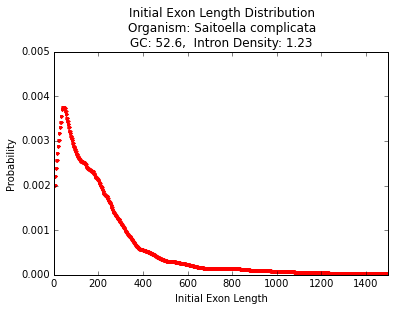 Initial Exon Length Distribution
Organism: Saitoella complicata
GC: 52.6,  Intron Density: 1.23
0.005
0.004
0.003
0.002
0.001
0.000
Probability
0
200
400
600
800
1000
1200
1400
Initial Exon Length